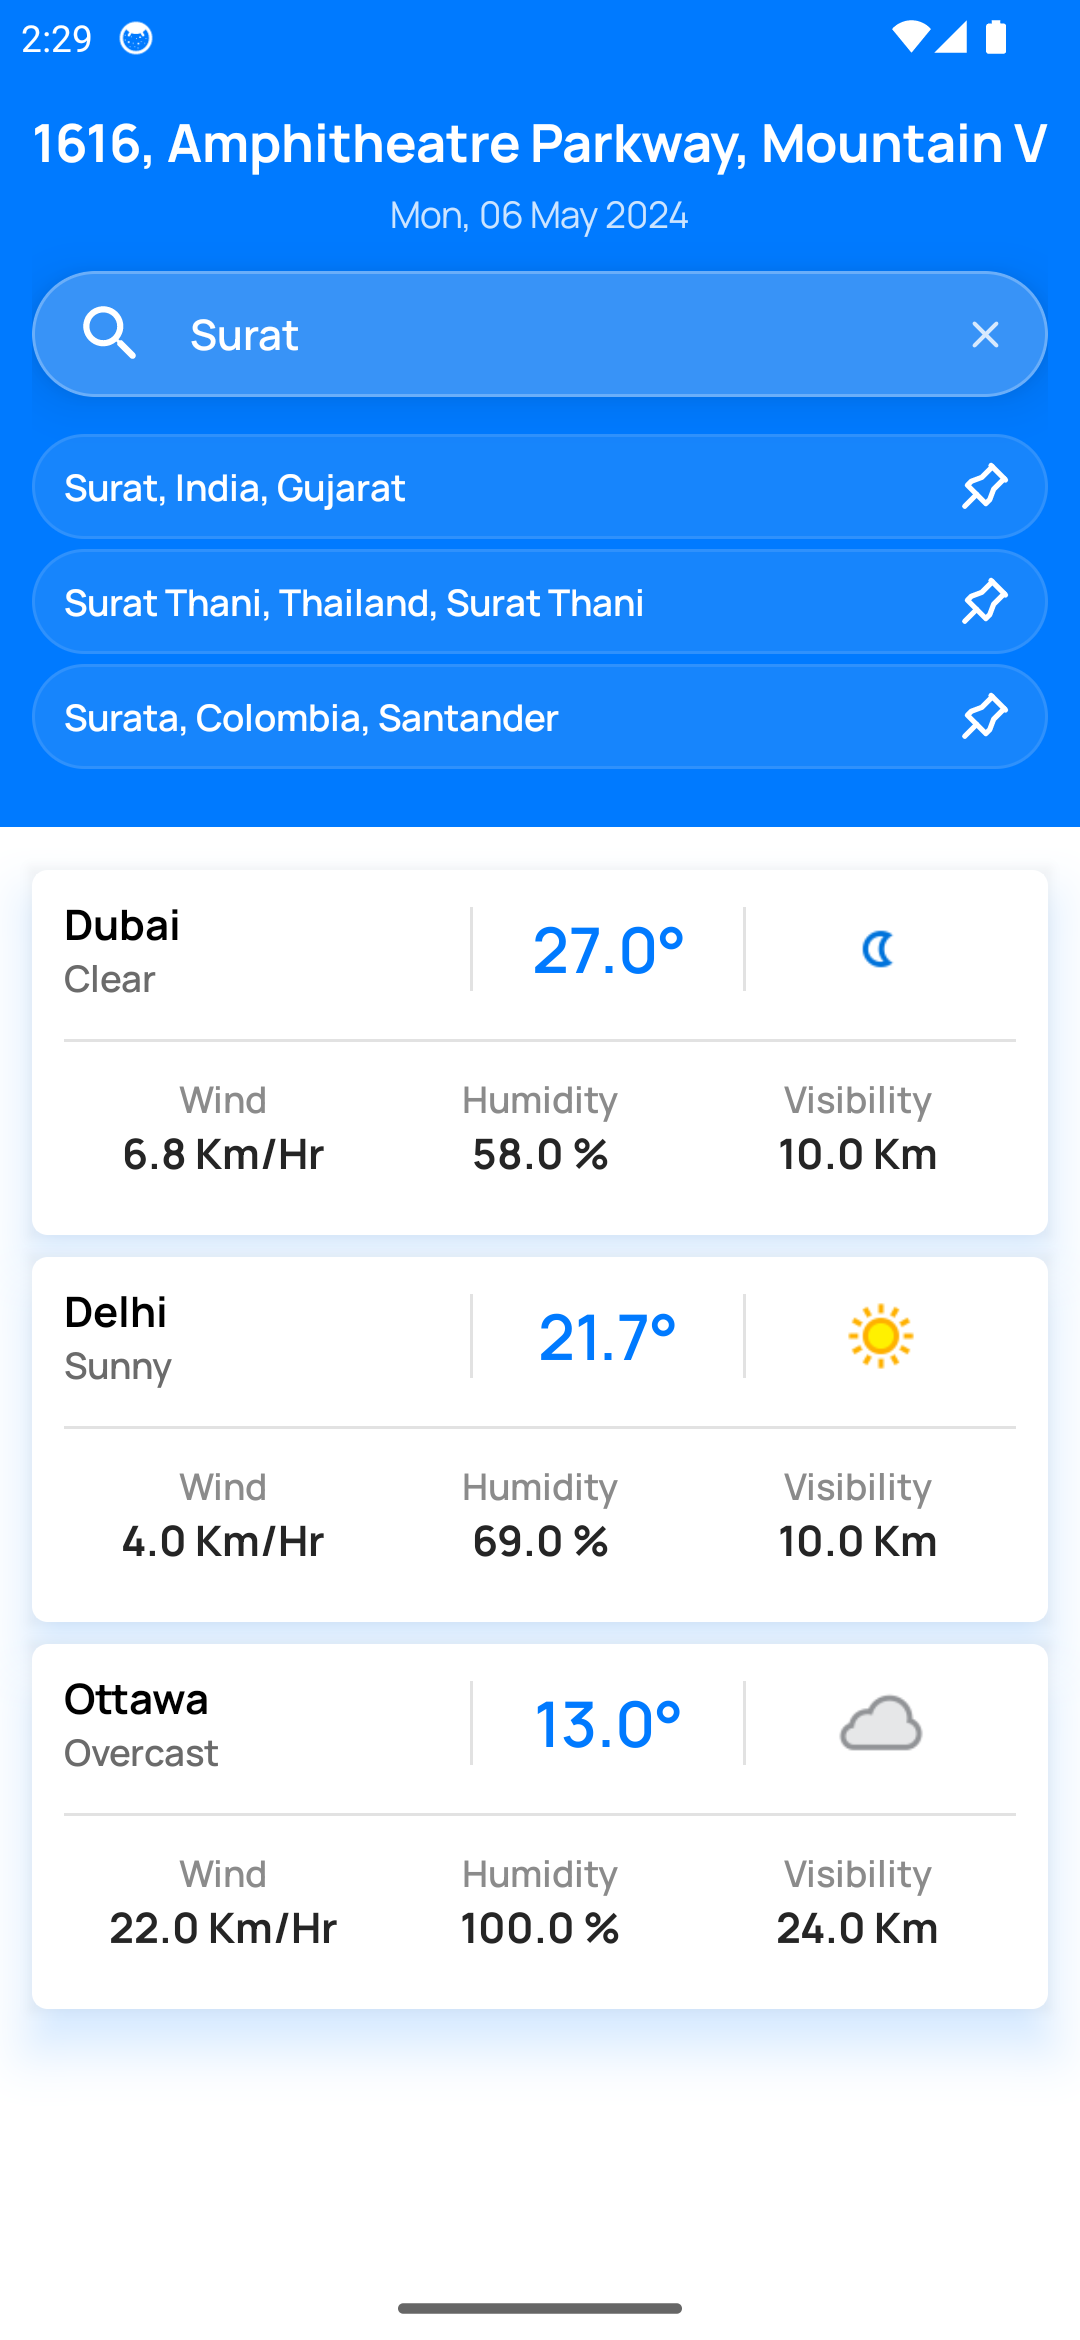 2:29
1616, Amphitheatre Parkway, Mountain V
Mon, 06 May 2024
Surat
Surat, India, Gujarat
Surat Thani, Thailand, Surat Thani
Surata, Colombia, Santander
Dubai
Clear
27.0°
Wind
6.8 Km/Hr
Humidity
58.0 %
Visibility
10.0 Km
Delhi
Sunny
21.7°
Wind
4.0 Km/Hr
Humidity
69.0 %
Visibility
10.0 Km
Ottawa
Overcast
13.0°
Wind
22.0 Km/Hr
Humidity
100.0 %
Visibility
24.0 Km